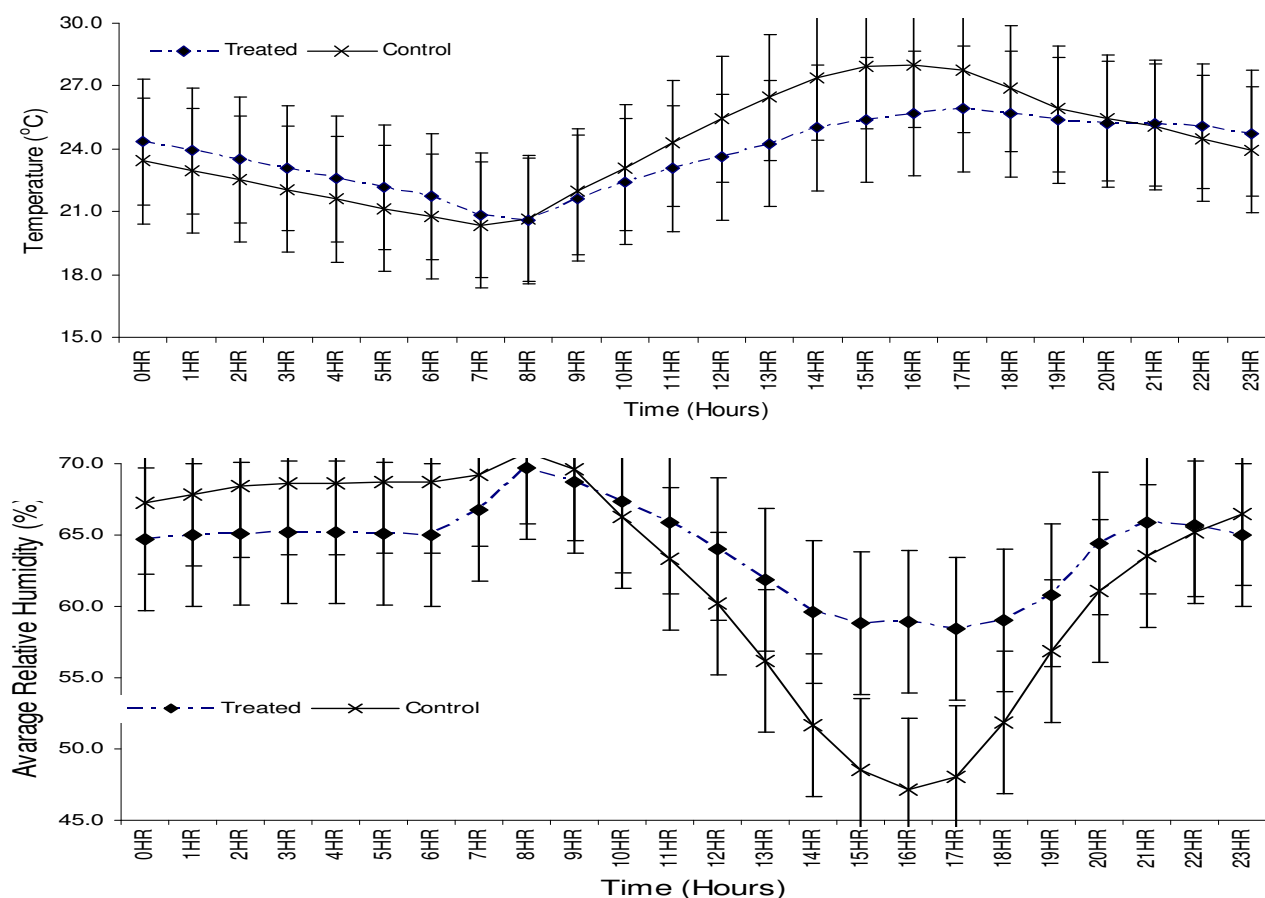 30.0
Treated Control
27.0
24.0
21.0
18.0
15.0
Temperature (°C)
0HR 1HR 2HR 3HR 4HR 5HR 6HR 7HR 8HR 9HR 10HR 11HR 12HR 13HR 14HR 15HR 16HR 17HR 18HR 19HR 20HR 21HR 22HR 23HR
Time (Hours)
70.0
65.0
60.0
55.0
Treated Control
50.0
45.0
Avarage Relative Humidity (%)
0HR 1HR 2HR 3HR 4HR 5HR 6HR 7HR 8HR 9HR 10HR 11HR 12HR 13HR 14HR 15HR 16HR 17HR 18HR 19HR 20HR 21HR 22HR 23HR
Time (Hours)